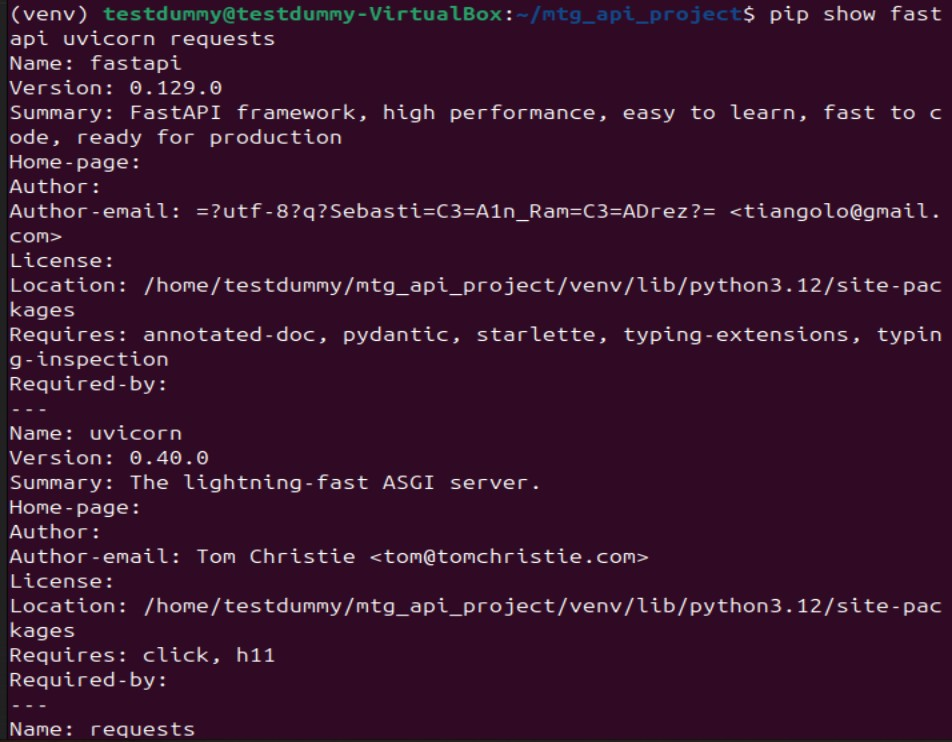 (venv) testdummy@testdummy-VirtualBox:~/mtg_api_project$ pip show fast
api uvicorn requests
Name: fastapi
Version: 0.129.0
Summary: FastAPI framework, high performance, easy to learn, fast to c
ode, ready for production
Home-page:
Author:
Author-email: =?utf-8?q?Sebasti=C3=A1n_Ram=C3=ADrez?= <tiangolo@gmail.
com>
License:
Location: /home/testdummy/mtg_api_project/venv/lib/python3.12/site-pac
kages
Requires: annotated-doc, pydantic, starlette, typing-extensions, typin
g-inspection
Required-by:
---
Name: uvicorn
Version: 0.40.0
Summary: The lightning-fast ASGI server.
Home-page:
Author:
Author-email: Tom Christie <tom@tomchristie.com>
License:
Location: /home/testdummy/mtg_api_project/venv/lib/python3.12/site-pac
kages
Requires: click, h11
Required-by:
---
Name: requests